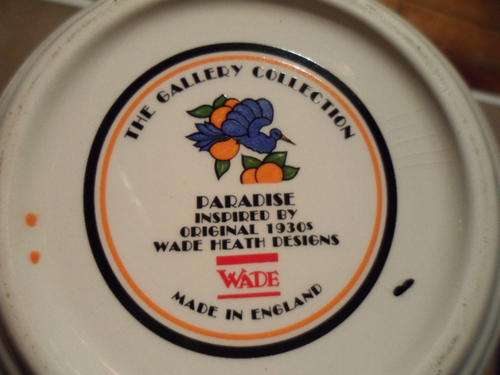 THE GALLERY COLLECTION
PARADISE
INSPIRED BY
ORIGINAL 1930s
WADE HEATH DESIGNS
WADE
MADE IN ENGLAND